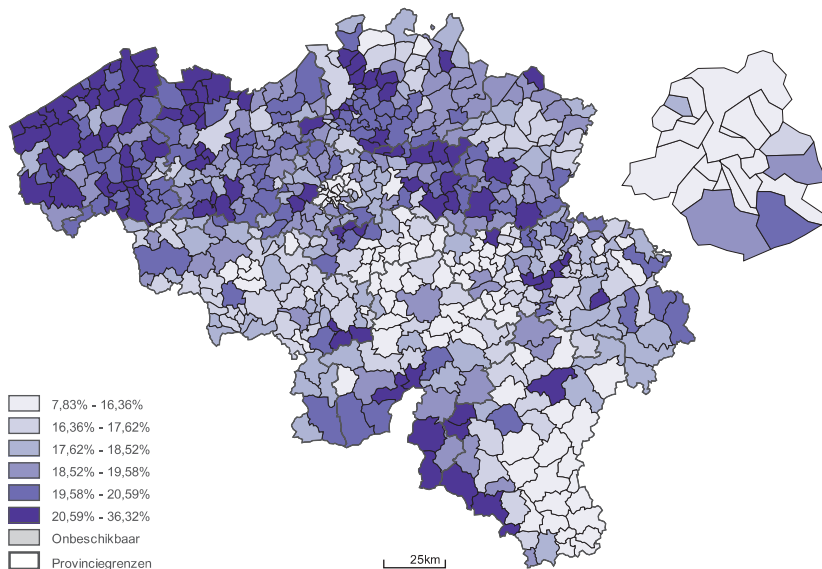 7,83% - 16,36%
16,36% - 17,62%
17,62% - 18,52%
18,52% - 19,58%
19,58% - 20,59%
20,59% - 36,32%
Onbeschikbaar
Provinciegrenzen
25km